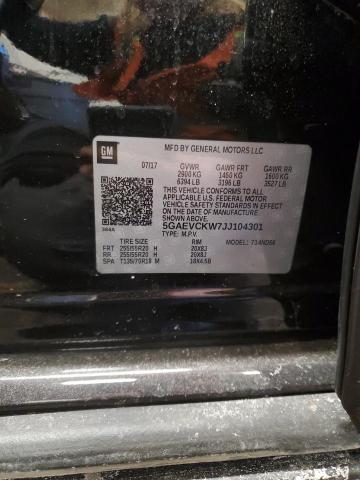 GM
MFD BY GENERAL MOTORS LLC
07/17 GVWR GAWR FRT GAWR RR
2900 KG 1450 KG 1600 KG
6394 LB 3196 LB 3527 LB
THIS VEHICLE CONFORMS TO ALL
APPLICABLE U.S. FEDERAL MOTOR
VEHICLE SAFETY STANDARDS IN EFFECT
ON THE DATE OF MANUFACTURE SHOWN
ABOVE.
5GAEVCKW7JJ104301
TYPE: M.P.V.
TIRE SIZE RIM MODEL:
FRT 255/55R20 H 20X8J
RR 255/55R20 H 20X8J
SPA T135/70R18 M 18X4.5B